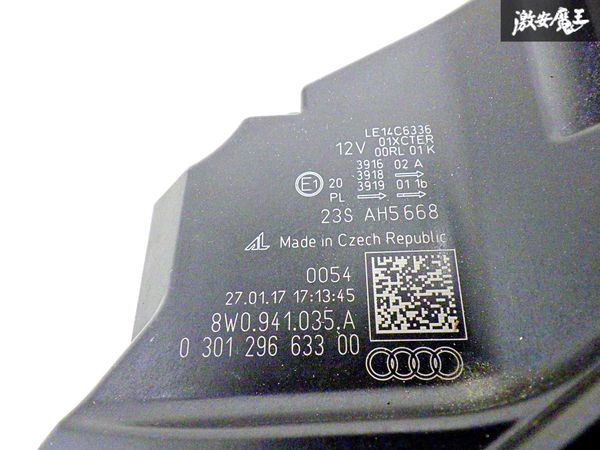 激安魔王
LE14C6336
01XCTER
12V 00RL 01 K
3916 02 A
3918
E1 20 3919 01 1b
PL
23S AH5 668
AL Made in Czech Republic
0054
27.01.17 17:13:45
8W0.941.035.A
0 301 296 633 00